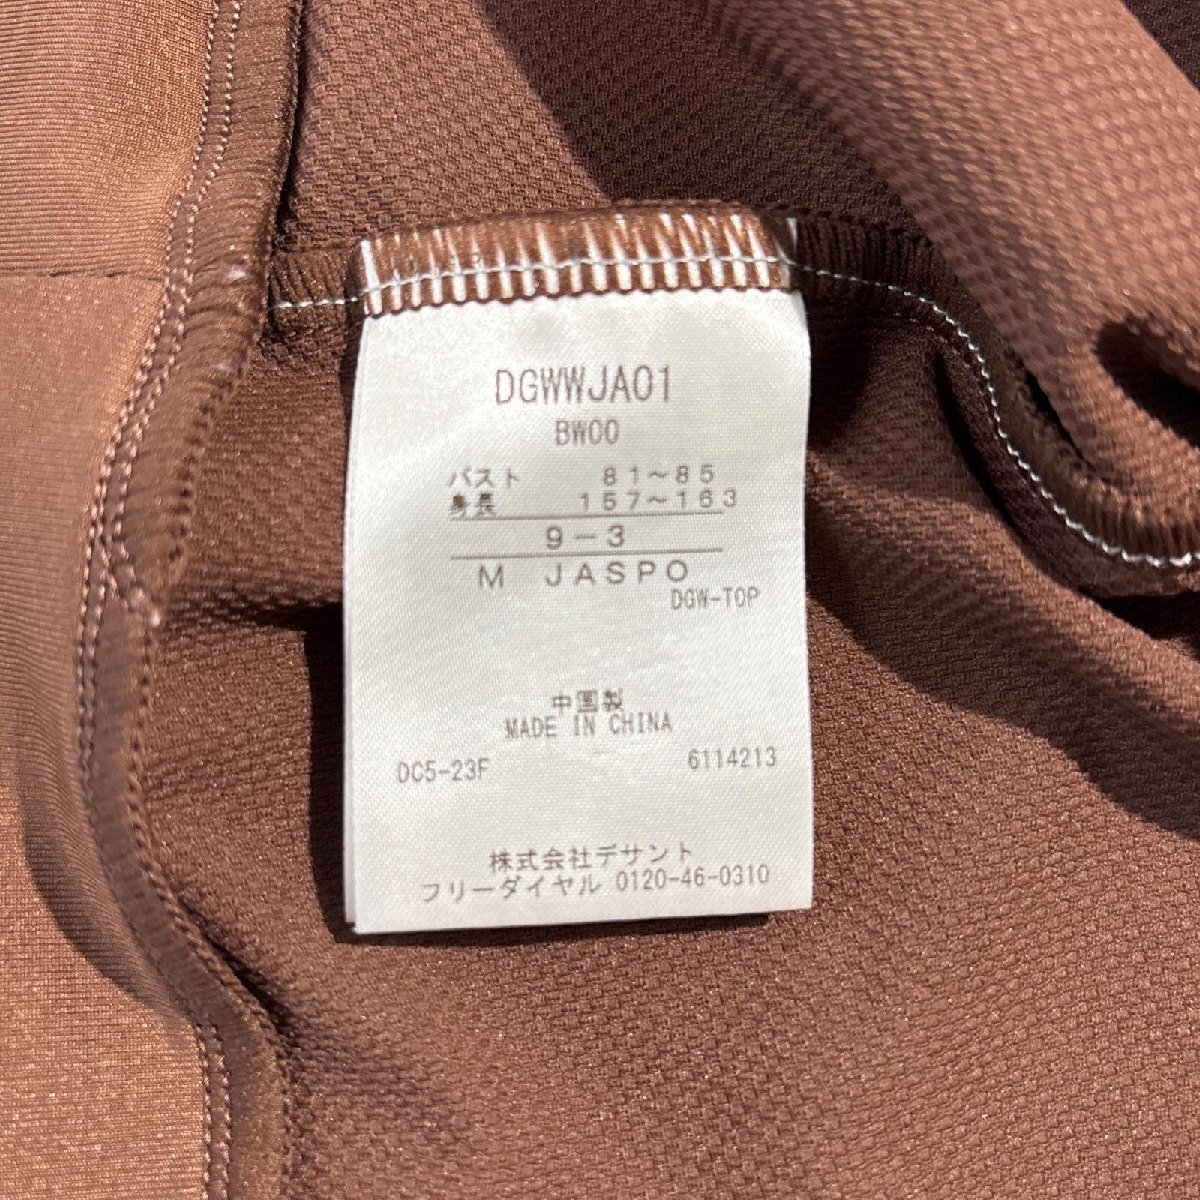 DGWWJA01
BW00
バスト 81～85
身長 157～163
9－3
M JASPO
DGW-TOP
中国製
MADE IN CHINA
DC5-23F 6114213
株式会社デサント
フリーダイヤル 0120-46-0310